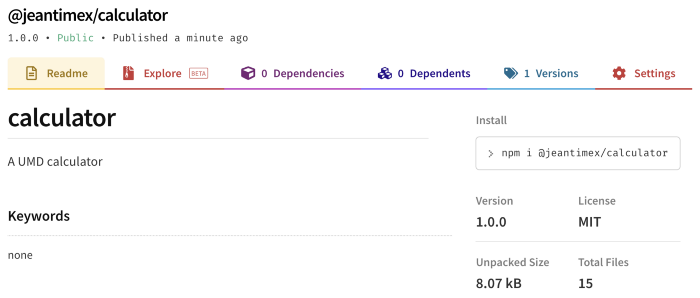 @jeantimex/calculator
1.0.0 • Public • Published a minute ago
Readme
Explore BETA
0 Dependencies
0 Dependents
1 Versions
Settings
calculator
A UMD calculator
Keywords
none
Install
> npm i @jeantimex/calculator
Version
License
1.0.0
MIT
Unpacked Size
Total Files
8.07 kB
15